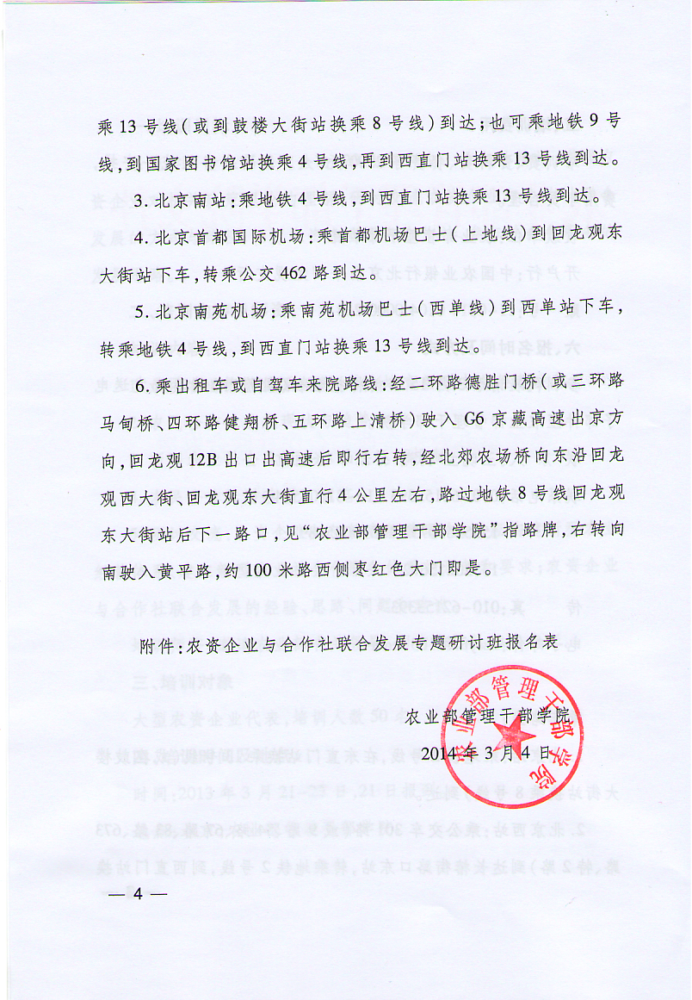 乘13号线(或到鼓楼大街站换乘8号线)到达;也可乘地铁9号
线,到国家图书馆站换乘4号线,再到西直门站换乘13号线到达。
3.北京南站:乘地铁4号线,到西直门站换乘13号线到达。
4.北京首都国际机场:乘首都机场巴士(上地线)到回龙观东
大街站下车,转乘公交462路到达。
5.北京南苑机场:乘南苑机场巴士(西单线)到西单站下车,
转乘地铁4号线,到西直门站换乘13号线到达。
6.乘出租车或自驾车来院路线:经二环路德胜门桥(或三环路
马甸桥、四环路健翔桥、五环路上清桥)驶入G6京藏高速出京方
向,回龙观12B出口出高速后即行右转,经北郊农场桥向东沿回龙
观西大街、回龙观东大街直行4公里左右,路过地铁8号线回龙观
东大街站后下一路口,见“农业部管理干部学院”指路牌,右转向
南驶入黄平路,约100米路西侧枣红色大门即是。
附件:农资企业与合作社联合发展专题研讨班报名表
农业部管理干部学院
2014年3月4日
农业部管理干部学院
— 4 —